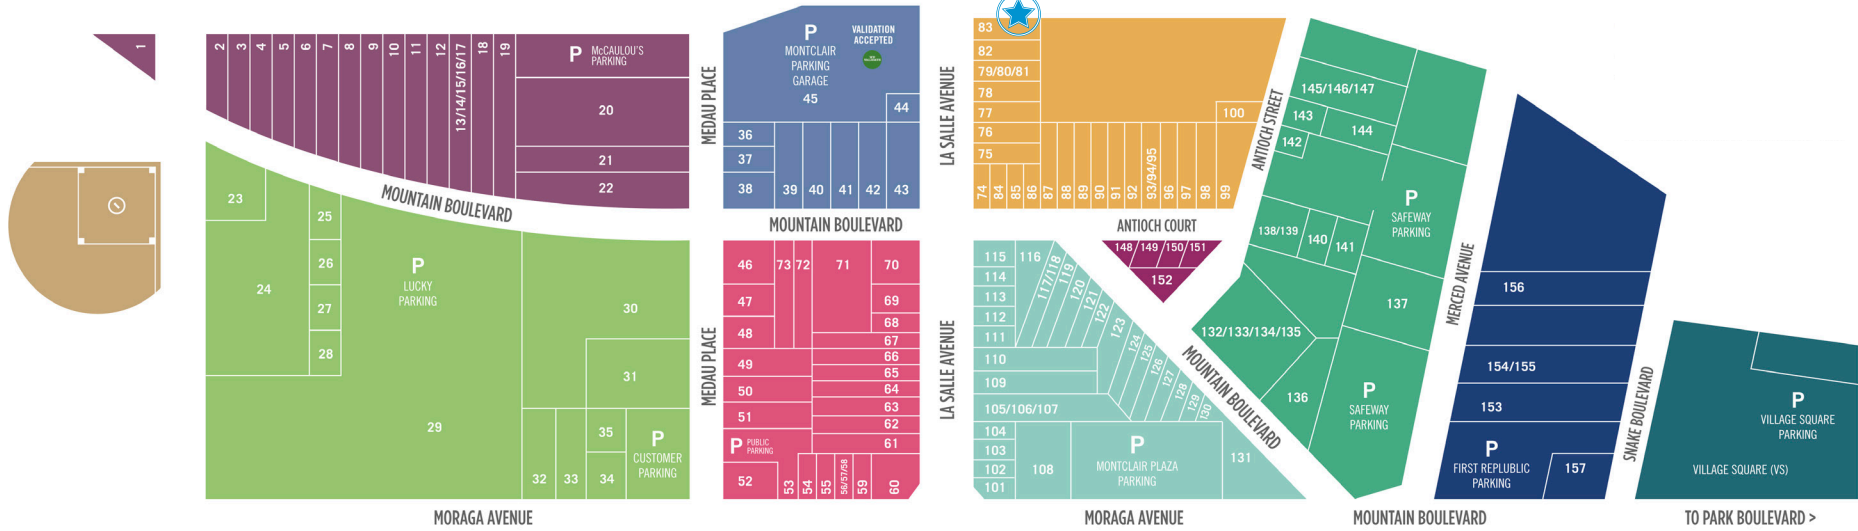 1
2
3
4
5
6
7
8
9
10
11
12
13/14/15/16/17
18
19
P McCAULOU'S
PARKING
20
21
22
MOUNTAIN BOULEVARD
23
24
25
26
27
28
P
LUCKY
PARKING
29
30
31
32
33
34
35
P
CUSTOMER
PARKING
MORAGA AVENUE
MEDAU PLACE
P
MONTCLAIR
PARKING
GARAGE
45
VALIDATION
ACCEPTED
44
36
37
38
39
40
41
42
43
MOUNTAIN BOULEVARD
MEDAU PLACE
46
73
72
71
70
47
69
48
68
67
49
66
65
50
64
63
51
62
61
P PUBLIC
PARKING
52
53
54
55
56/57/58
59
60
LA SALLE AVENUE
83
82
79/80/81
78
77
76
75
74
84
85
86
87
88
89
90
91
92
93/94/95
96
97
98
99
100
ANTIOCH STREET
ANTIOCH COURT
LA SALLE AVENUE
115
114
113
112
111
110
109
105/106/107
104
103
102
101
116
117/118
119
120
121
122
123
124
125
126
127
128
129
130
108
P
MONTCLAIR PLAZA
PARKING
131
MORAGA AVENUE
148/149/150/151
152
MOUNTAIN BOULEVARD
145/146/147
143
144
142
P
SAFEWAY
PARKING
138/139
140
141
137
132/133/134/135
136
P
SAFEWAY
PARKING
MERCED AVENUE
MOUNTAIN BOULEVARD
156
154/155
153
P
FIRST REPLUBLIC
PARKING
157
SNAKE BOULEVARD
P
VILLAGE SQUARE
PARKING
VILLAGE SQUARE (VS)
TO PARK BOULEVARD >